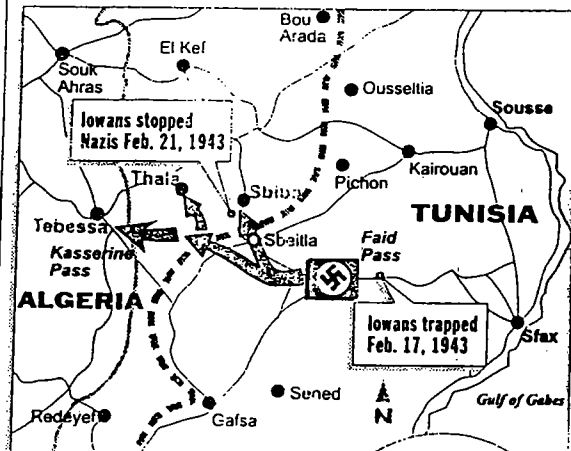 Bou
Arada
El Kef
Souk
Ahras
Ousseltia
Iowans stopped
Nazis Feb. 21, 1943
Sousse
Thala
Sbiba
Pichon
Kairouan
Tebessa
TUNISIA
Sbeitla
Kasserine
Pass
Faid
Pass
ALGERIA
Iowans trapped
Feb. 17, 1943
Sfax
Sened
Redeyef
Gafsa
N
Gulf of Gabes